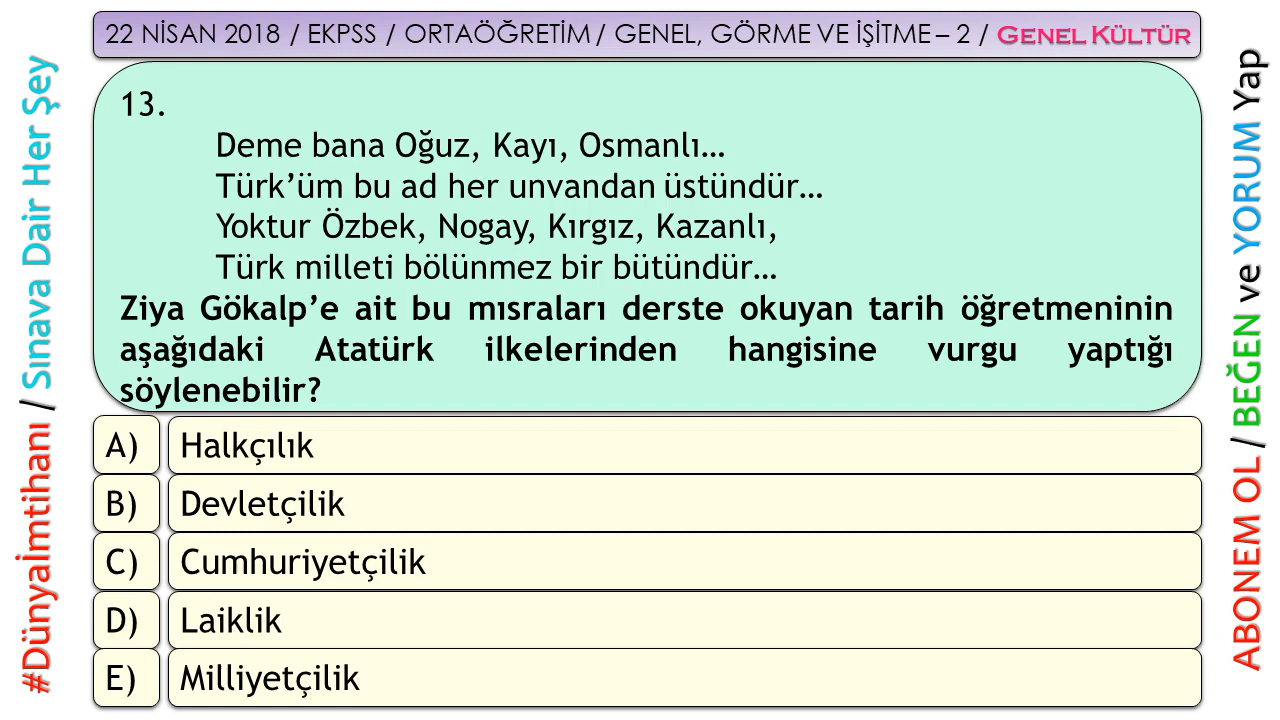 22 NİSAN 2018 / EKPSS / ORTAÖĞRETİM / GENEL, GÖRME VE İŞİTME – 2 / GENEL KÜLTÜR
#Dünyaİmtihanı / Sınava Dair Her Şey
13.
Deme bana Oğuz, Kayı, Osmanlı…
Türk’üm bu ad her unvandan üstündür…
Yoktur Özbek, Nogay, Kırgız, Kazanlı,
Türk milleti bölünmez bir bütündür…
Ziya Gökalp’e ait bu mısraları derste okuyan tarih öğretmeninin
aşağıdaki Atatürk ilkelerinden hangisine vurgu yaptığı
söylenebilir?
A) Halkçılık
B) Devletçilik
C) Cumhuriyetçilik
D) Laiklik
E) Milliyetçilik
ABONEM OL / BEĞEN ve YORUM Yap